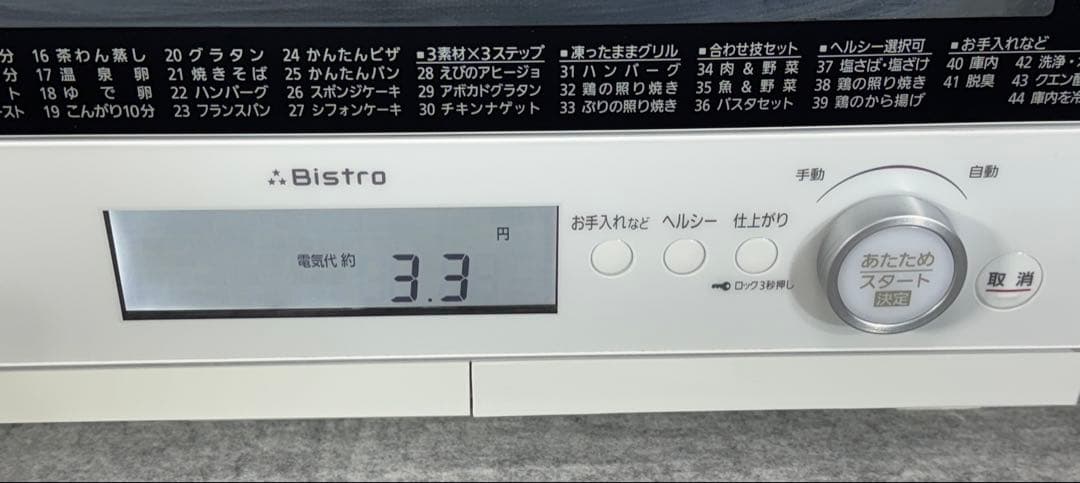 分 16 茶わん蒸し 20 グラタン 24 かんたんピザ ■3素材×3ステップ ■凍ったままグリル ■合わせ技セット ■ヘルシー選択可 ■お手入れなど
分 17 温泉卵 21 焼きそば 25 かんたんパン 28 えびのアヒージョ 31 ハンバーグ 34 肉&野菜 37 塩さば・塩ざけ 40 庫内 42 洗浄・
ト 18 ゆで卵 22 ハンバーグ 26 スポンジケーキ 29 アボカドグラタン 32 鶏の照り焼き 35 魚&野菜 38 鶏の照り焼き 41 脱臭 43 クエン酸
スト 19 こんがり10分 23 フランスパン 27 シフォンケーキ 30 チキンナゲット 33 ぶりの照り焼き 36 パスタセット 39 鶏のから揚げ 44 庫内を冷
Bistro
円
電気代 約 3.3
お手入れなど ヘルシー 仕上がり
ロック3秒押し
手動 自動
あたため
スタート
決定
取消